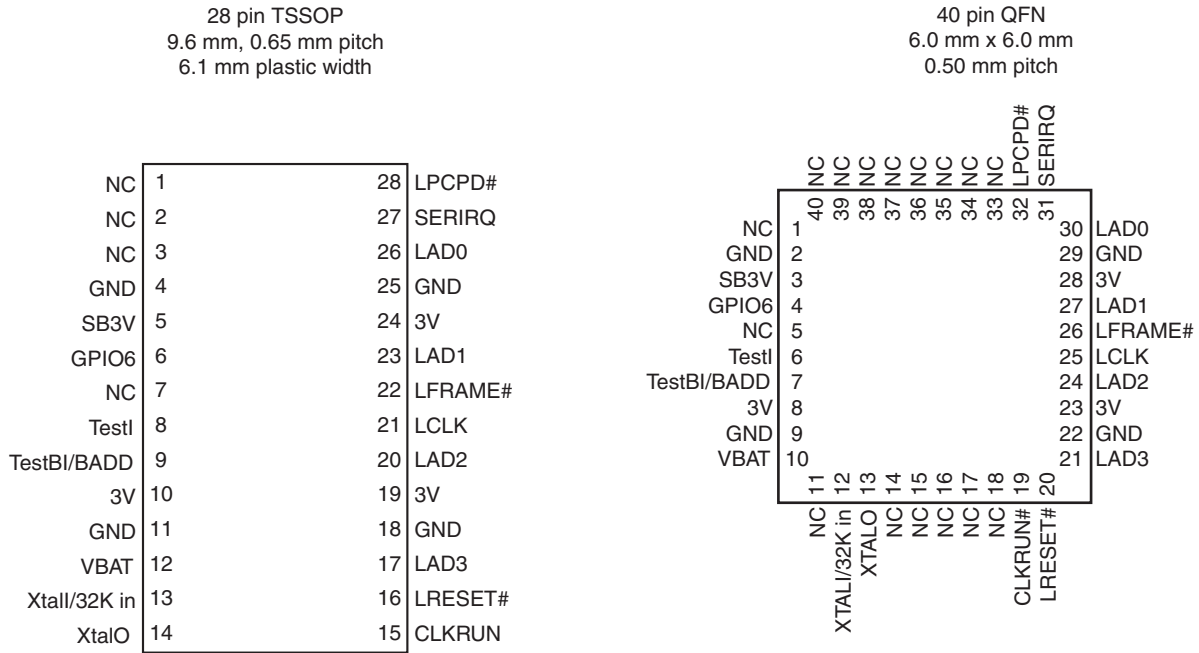 28 pin TSSOP
9.6 mm, 0.65 mm pitch
6.1 mm plastic width
NC 1 28 LPCPD#
NC 2 27 SERIRQ
NC 3 26 LAD0
GND 4 25 GND
SB3V 5 24 3V
GPIO6 6 23 LAD1
NC 7 22 LFRAME#
TestI 8 21 LCLK
TestBI/BADD 9 20 LAD2
3V 10 19 3V
GND 11 18 GND
VBAT 12 17 LAD3
XtalI/32K in 13 16 LRESET#
XtalO 14 15 CLKRUN
40 pin QFN
6.0 mm x 6.0 mm
0.50 mm pitch
NC NC NC NC NC NC NC NC LPCPD# SERIRQ
40 39 38 37 36 35 34 33 32 31
NC 1 30 LAD0
GND 2 29 GND
SB3V 3 28 3V
GPIO6 4 27 LAD1
NC 5 26 LFRAME#
TestI 6 25 LCLK
TestBI/BADD 7 24 LAD2
3V 8 23 3V
GND 9 22 GND
VBAT 10 21 LAD3
11 12 13 14 15 16 17 18 19 20
NC XTALI/32K in XTALO NC NC NC NC NC CLKRUN# LRESET#